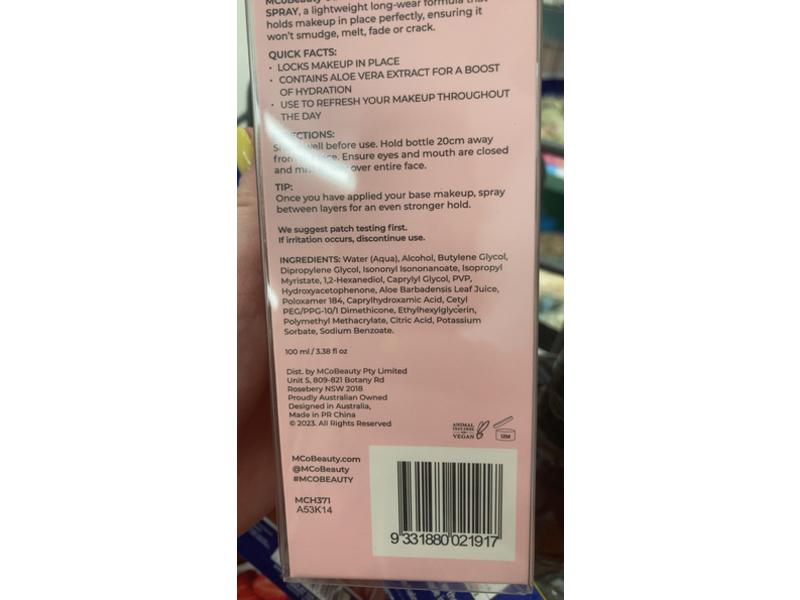 SPRAY, a lightweight long-wear formula that
holds makeup in place perfectly, ensuring it
won't smudge, melt, fade or crack.
QUICK FACTS:
• LOCKS MAKEUP IN PLACE
• CONTAINS ALOE VERA EXTRACT FOR A BOOST
OF HYDRATION
• USE TO REFRESH YOUR MAKEUP THROUGHOUT
THE DAY
well before use. Hold bottle 20cm away
from Ensure eyes and mouth are closed
and over entire face.
TIP:
Once you have applied your base makeup, spray
between layers for an even stronger hold.
We suggest patch testing first.
If irritation occurs, discontinue use.
INGREDIENTS: Water (Aqua), Alcohol, Butylene Glycol,
Dipropylene Glycol, Isononyl Isononanoate, Isopropyl
Myristate, 1,2-Hexanediol, Caprylyl Glycol, PVP,
Hydroxyacetophenone, Aloe Barbadensis Leaf Juice,
Poloxamer 184, Caprylhydroxamic Acid, Cetyl
PEG/PPG-10/1 Dimethicone, Ethylhexylglycerin,
Polymethyl Methacrylate, Citric Acid, Potassium
Sorbate, Sodium Benzoate.
100 ml / 3.38 fl oz
Dist. by MCoBeauty Pty Limited
Unit 5, 809-821 Botany Rd
Rosebery NSW 2018
Proudly Australian Owned
Designed in Australia,
Made in PR China
© 2023. All Rights Reserved
ANIMAL
TEST FREE
VEGAN
12M
MCoBeauty.com
@MCoBeauty
#MCOBEAUTY
MCH371
A53K14
9 331880 021917